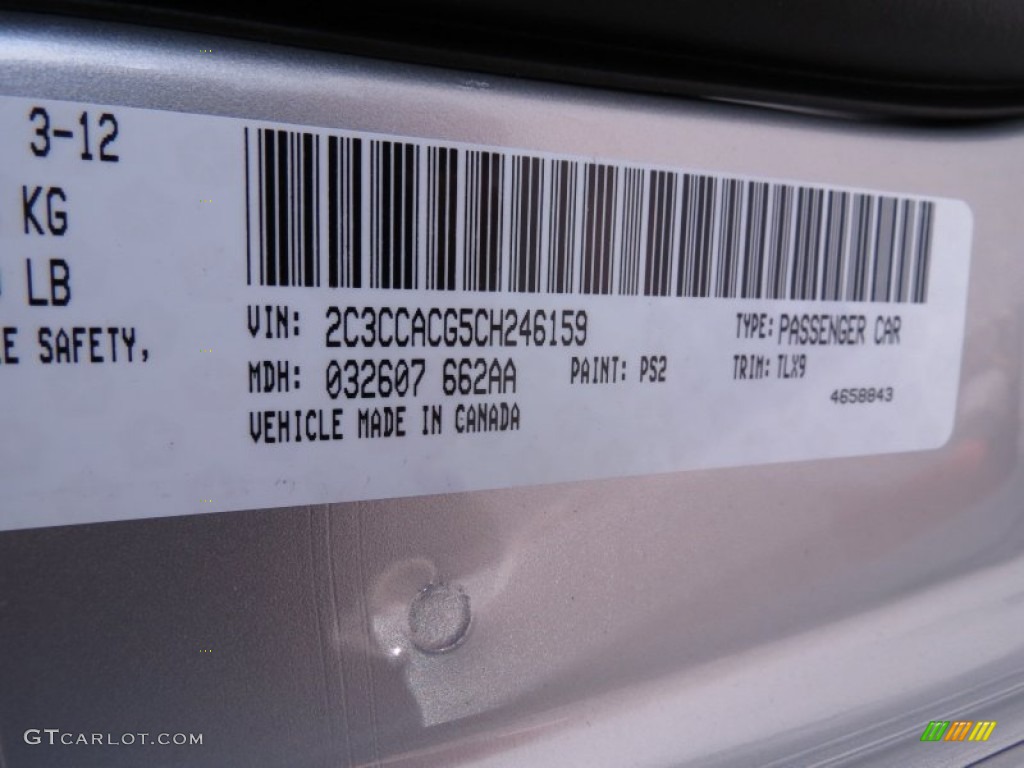 3-12
KG
LB
E SAFETY,
VIN: 2C3CCACG5CH246159 TYPE: PASSENGER CAR
MDH: 032607 662AA PAINT: PS2 TRIM: TLX9
4658843
VEHICLE MADE IN CANADA
GTCARLOT.COM